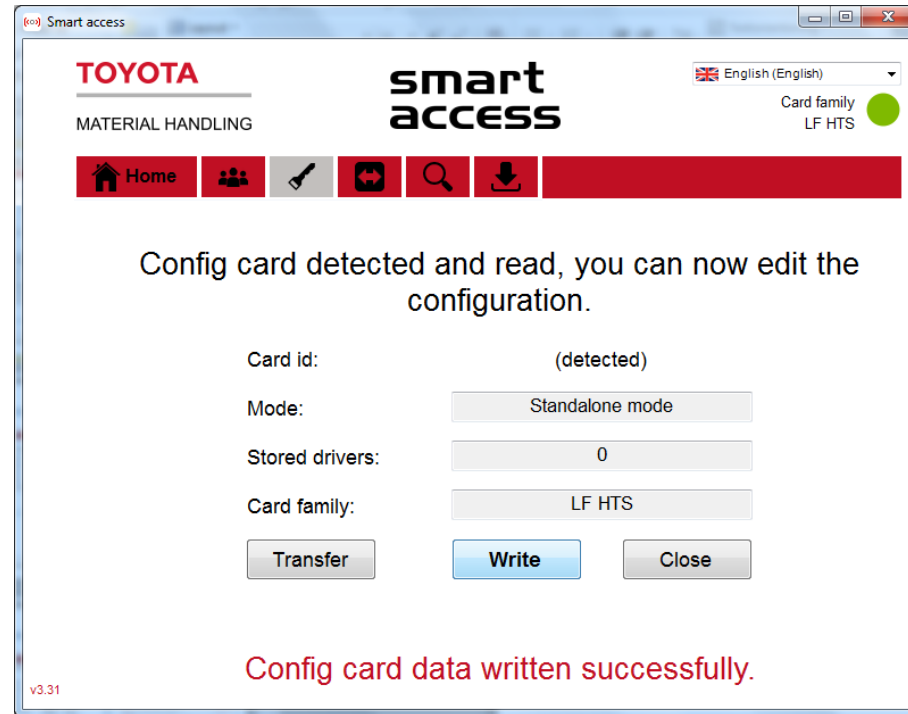 Smart access
TOYOTA
MATERIAL HANDLING
smart
access
English (English)
Card family
LF HTS
Home
Config card detected and read, you can now edit the
configuration.
Card id: (detected)
Mode: Standalone mode
Stored drivers: 0
Card family: LF HTS
Transfer Write Close
Config card data written successfully.
v3.31